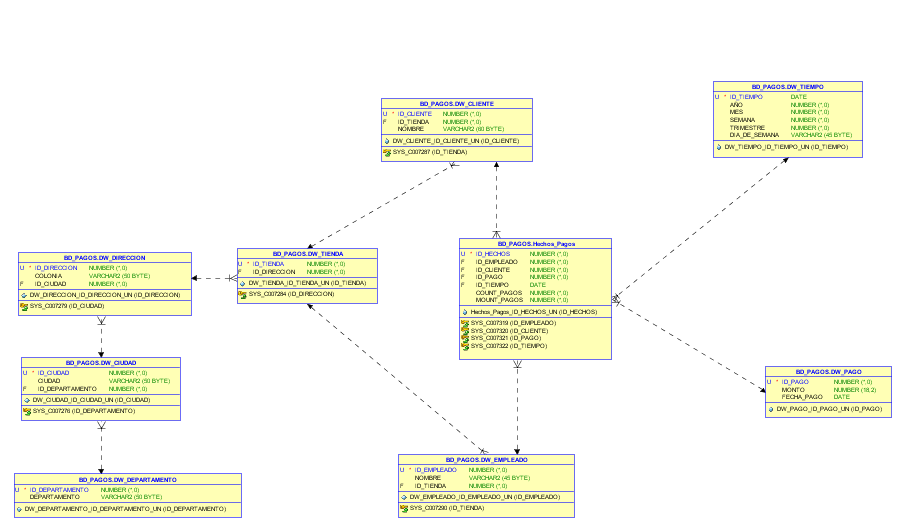 BD_PAGOS.DW_CLIENTE
U * ID_CLIENTE NUMBER (*,0)
F ID_TIENDA NUMBER (*,0)
NOMBRE VARCHAR2 (60 BYTE)
DW_CLIENTE_ID_CLIENTE_UN (ID_CLIENTE)
SYS_C007287 (ID_TIENDA)
BD_PAGOS.DW_TIEMPO
U * ID_TIEMPO DATE
AÑO NUMBER (*,0)
MES NUMBER (*,0)
SEMANA NUMBER (*,0)
TRIMESTRE NUMBER (*,0)
DIA_DE_SEMANA VARCHAR2 (45 BYTE)
DW_TIEMPO_ID_TIEMPO_UN (ID_TIEMPO)
BD_PAGOS.DW_DIRECCION
U * ID_DIRECCION NUMBER (*,0)
COLONIA VARCHAR2 (50 BYTE)
F ID_CIUDAD NUMBER (*,0)
DW_DIRECCION_ID_DIRECCION_UN (ID_DIRECCION)
SYS_C007279 (ID_CIUDAD)
BD_PAGOS.DW_TIENDA
U * ID_TIENDA NUMBER (*,0)
F ID_DIRECCION NUMBER (*,0)
DW_TIENDA_ID_TIENDA_UN (ID_TIENDA)
SYS_C007284 (ID_DIRECCION)
BD_PAGOS.Hechos_Pagos
U * ID_HECHOS NUMBER (*,0)
F ID_EMPLEADO NUMBER (*,0)
F ID_CLIENTE NUMBER (*,0)
F ID_PAGO NUMBER (*,0)
F ID_TIEMPO DATE
COUNT_PAGOS NUMBER (*,0)
MOUNT_PAGOS NUMBER (*,0)
Hechos_Pagos_ID_HECHOS_UN (ID_HECHOS)
SYS_C007319 (ID_EMPLEADO)
SYS_C007320 (ID_CLIENTE)
SYS_C007321 (ID_PAGO)
SYS_C007322 (ID_TIEMPO)
BD_PAGOS.DW_CIUDAD
U * ID_CIUDAD NUMBER (*,0)
CIUDAD VARCHAR2 (50 BYTE)
F ID_DEPARTAMENTO NUMBER (*,0)
DW_CIUDAD_ID_CIUDAD_UN (ID_CIUDAD)
SYS_C007276 (ID_DEPARTAMENTO)
BD_PAGOS.DW_PAGO
U * ID_PAGO NUMBER (*,0)
MONTO NUMBER (18,2)
FECHA_PAGO DATE
DW_PAGO_ID_PAGO_UN (ID_PAGO)
BD_PAGOS.DW_EMPLEADO
U * ID_EMPLEADO NUMBER (*,0)
NOMBRE VARCHAR2 (45 BYTE)
F ID_TIENDA NUMBER (*,0)
DW_EMPLEADO_ID_EMPLEADO_UN (ID_EMPLEADO)
SYS_C007290 (ID_TIENDA)
BD_PAGOS.DW_DEPARTAMENTO
U * ID_DEPARTAMENTO NUMBER (*,0)
DEPARTAMENTO VARCHAR2 (50 BYTE)
DW_DEPARTAMENTO_ID_DEPARTAMENTO_UN (ID_DEPARTAMENTO)